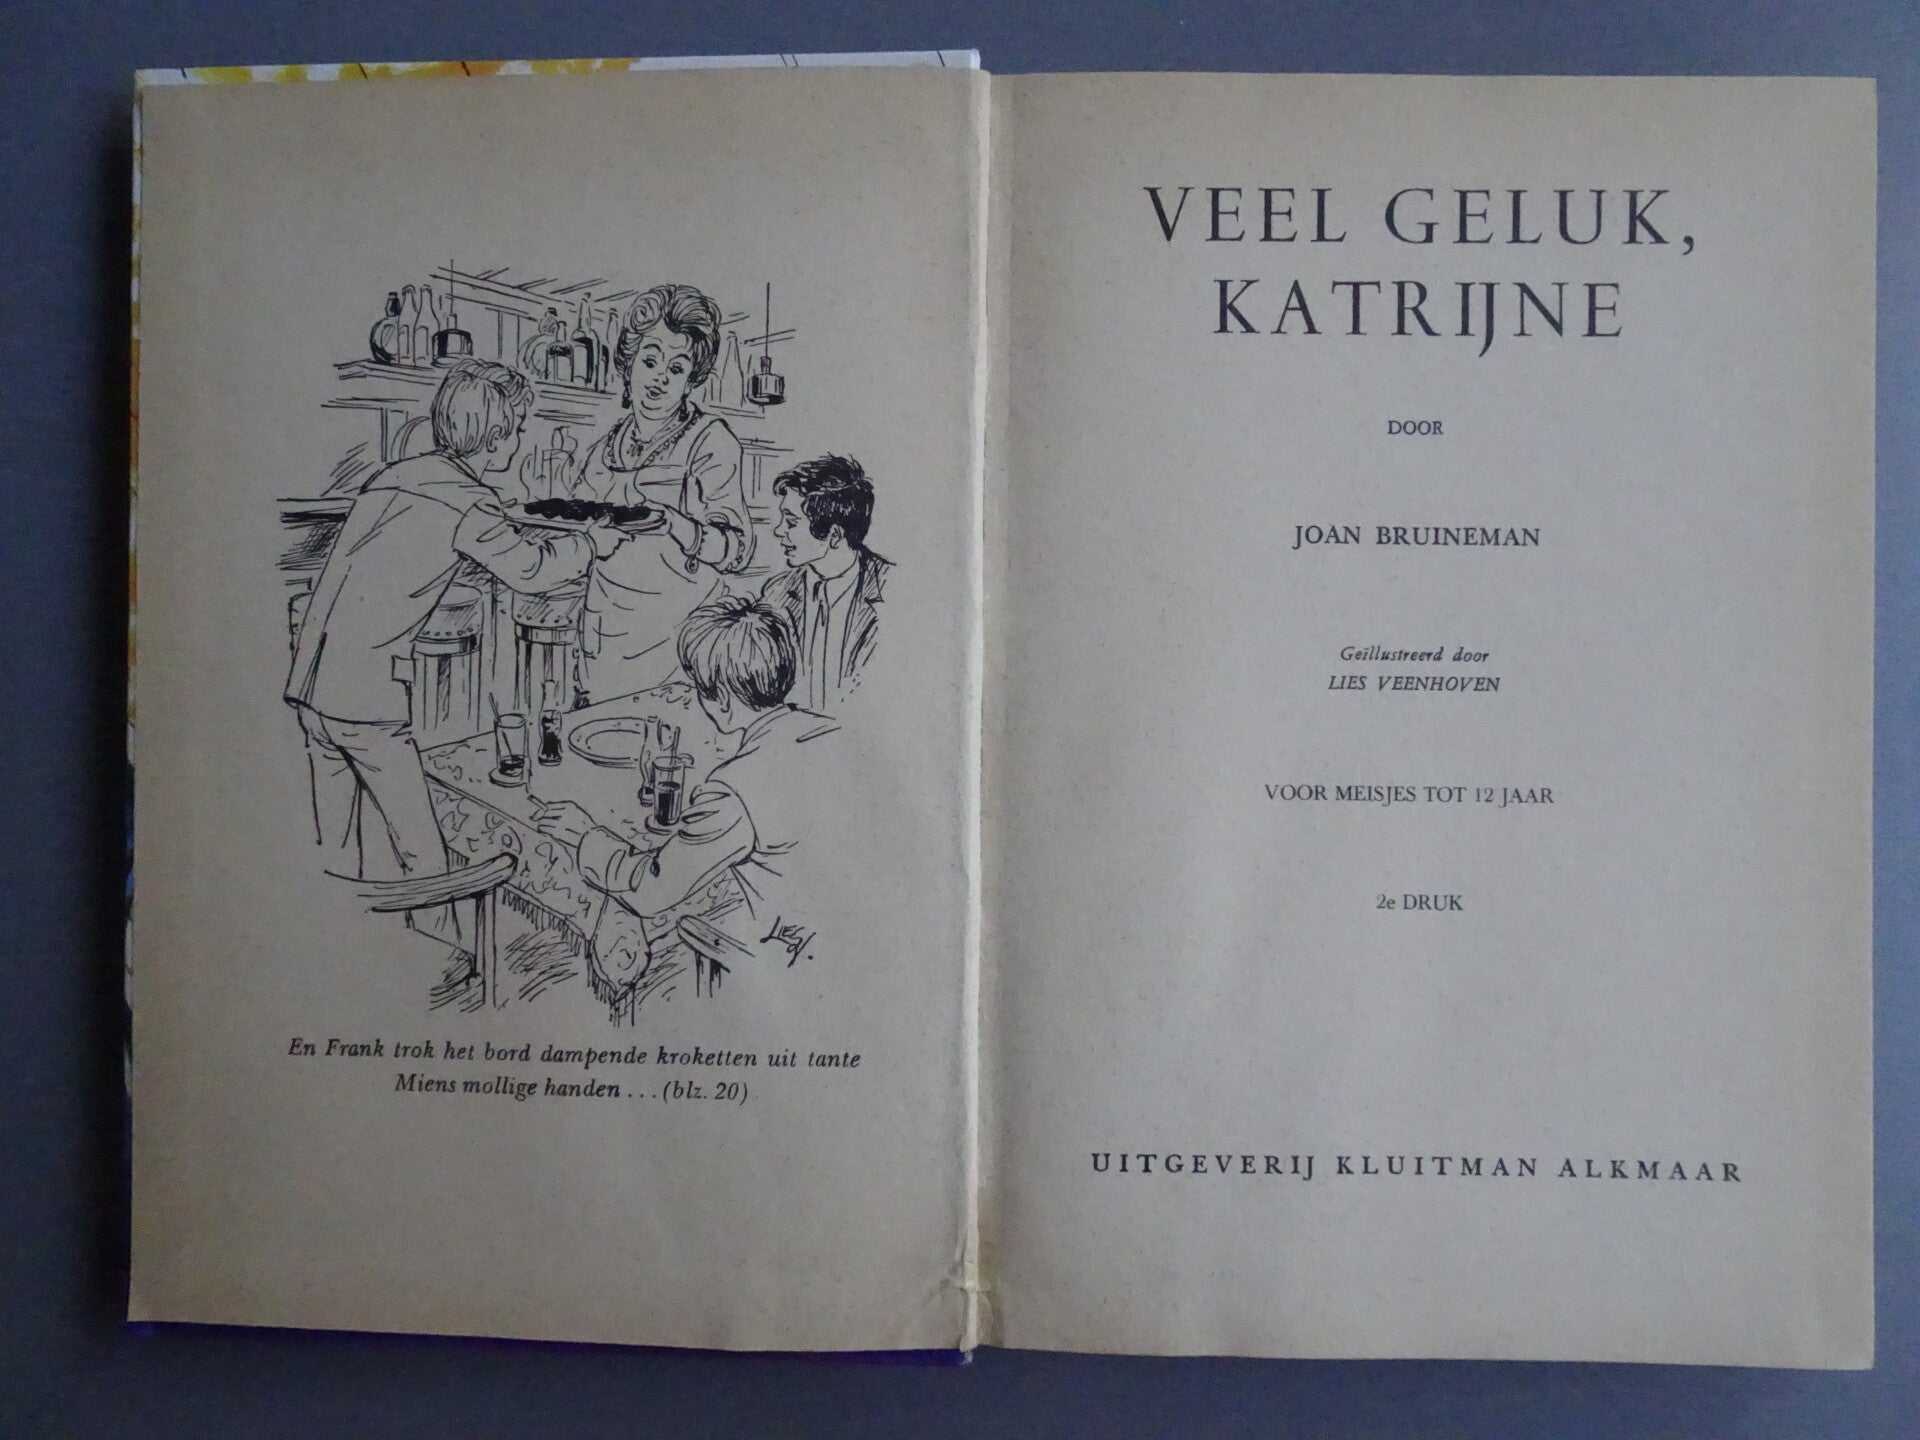 LIES V.
En Frank trok het bord dampende kroketten uit tante
Miens mollige handen ... (blz. 20)
VEEL GELUK,
KATRIJNE
DOOR
JOAN BRUINEMAN
Geïllustreerd door
LIES VEENHOVEN
VOOR MEISJES TOT 12 JAAR
2e DRUK
UITGEVERIJ KLUITMAN ALKMAAR